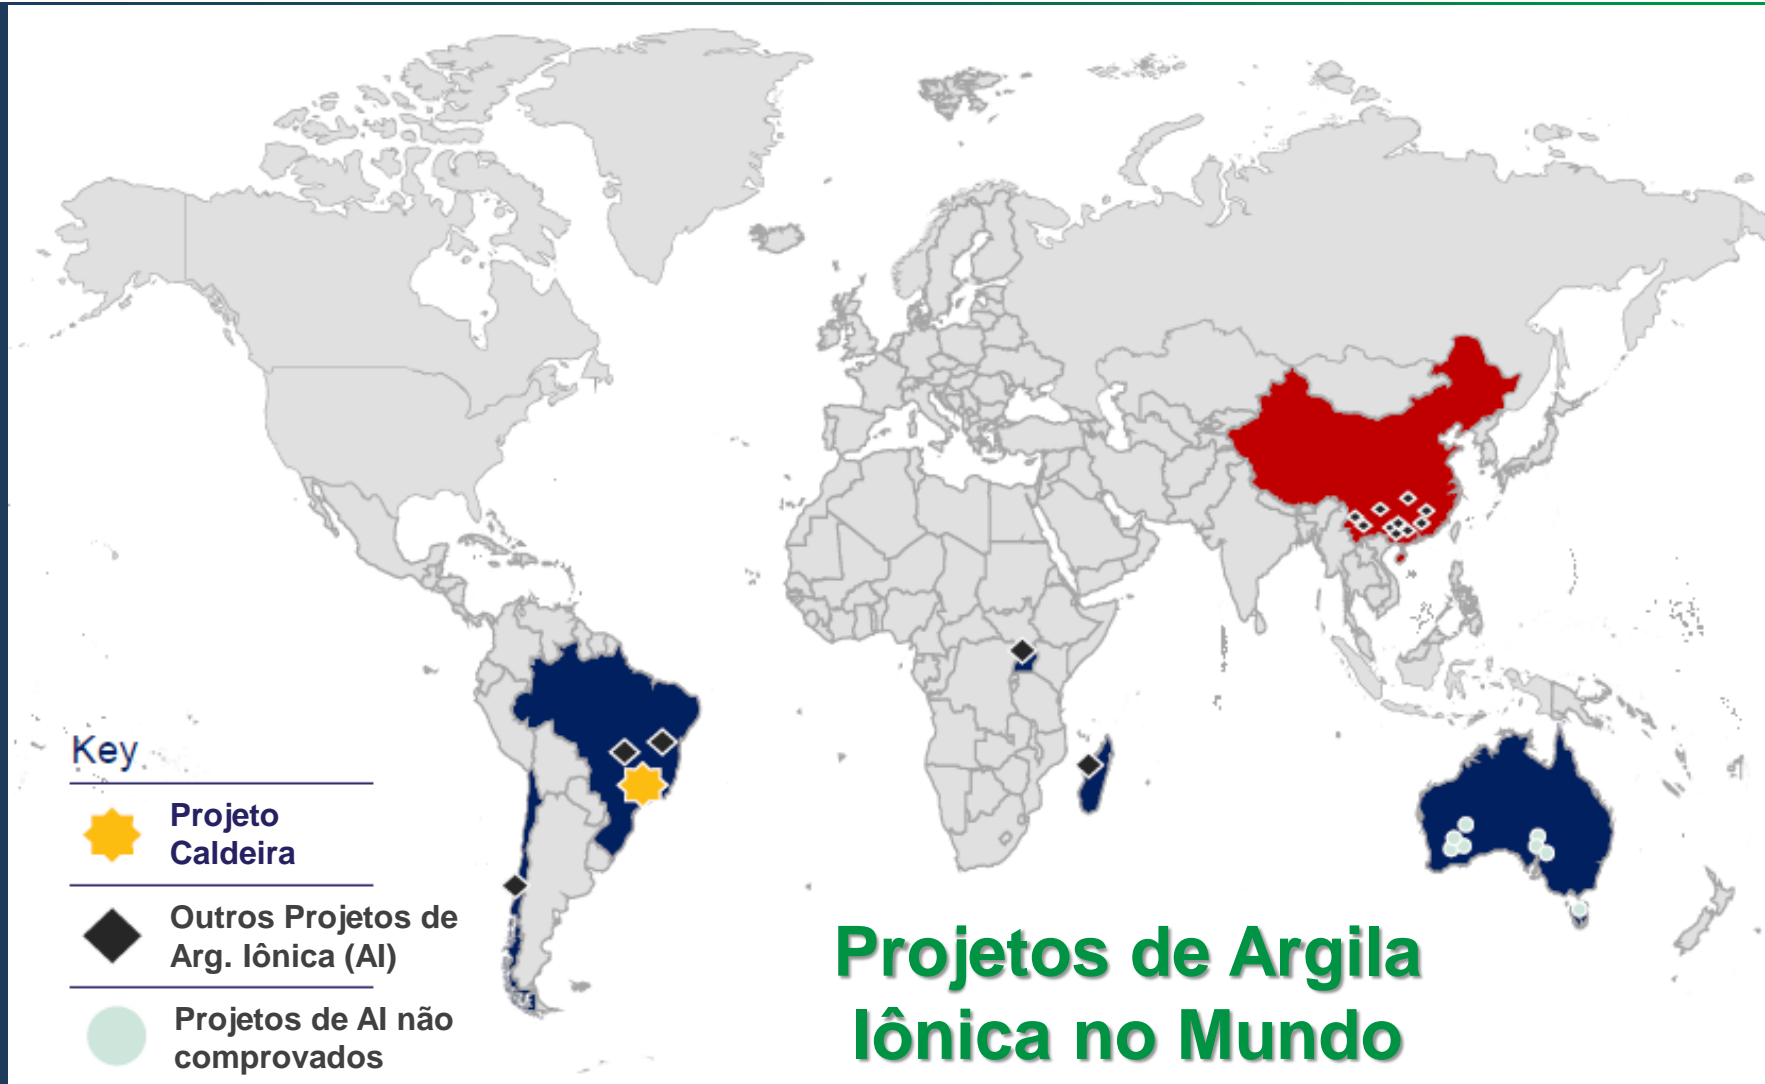 Key
Projeto
Caldeira
Outros Projetos de
Arg. Iônica (AI)
Projetos de AI não
comprovados
Projetos de Argila
Iônica no Mundo